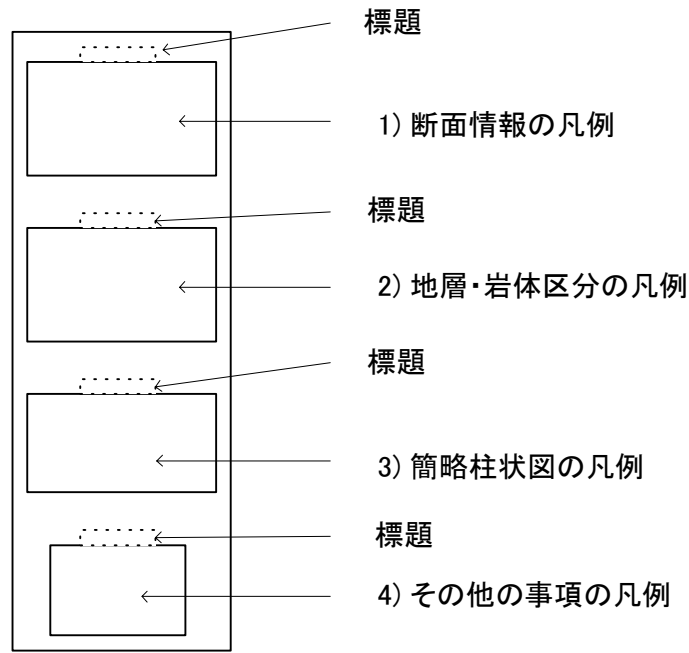 標題
1) 断面情報の凡例
標題
2) 地層・岩体区分の凡例
標題
3) 簡略柱状図の凡例
標題
4) その他の事項の凡例